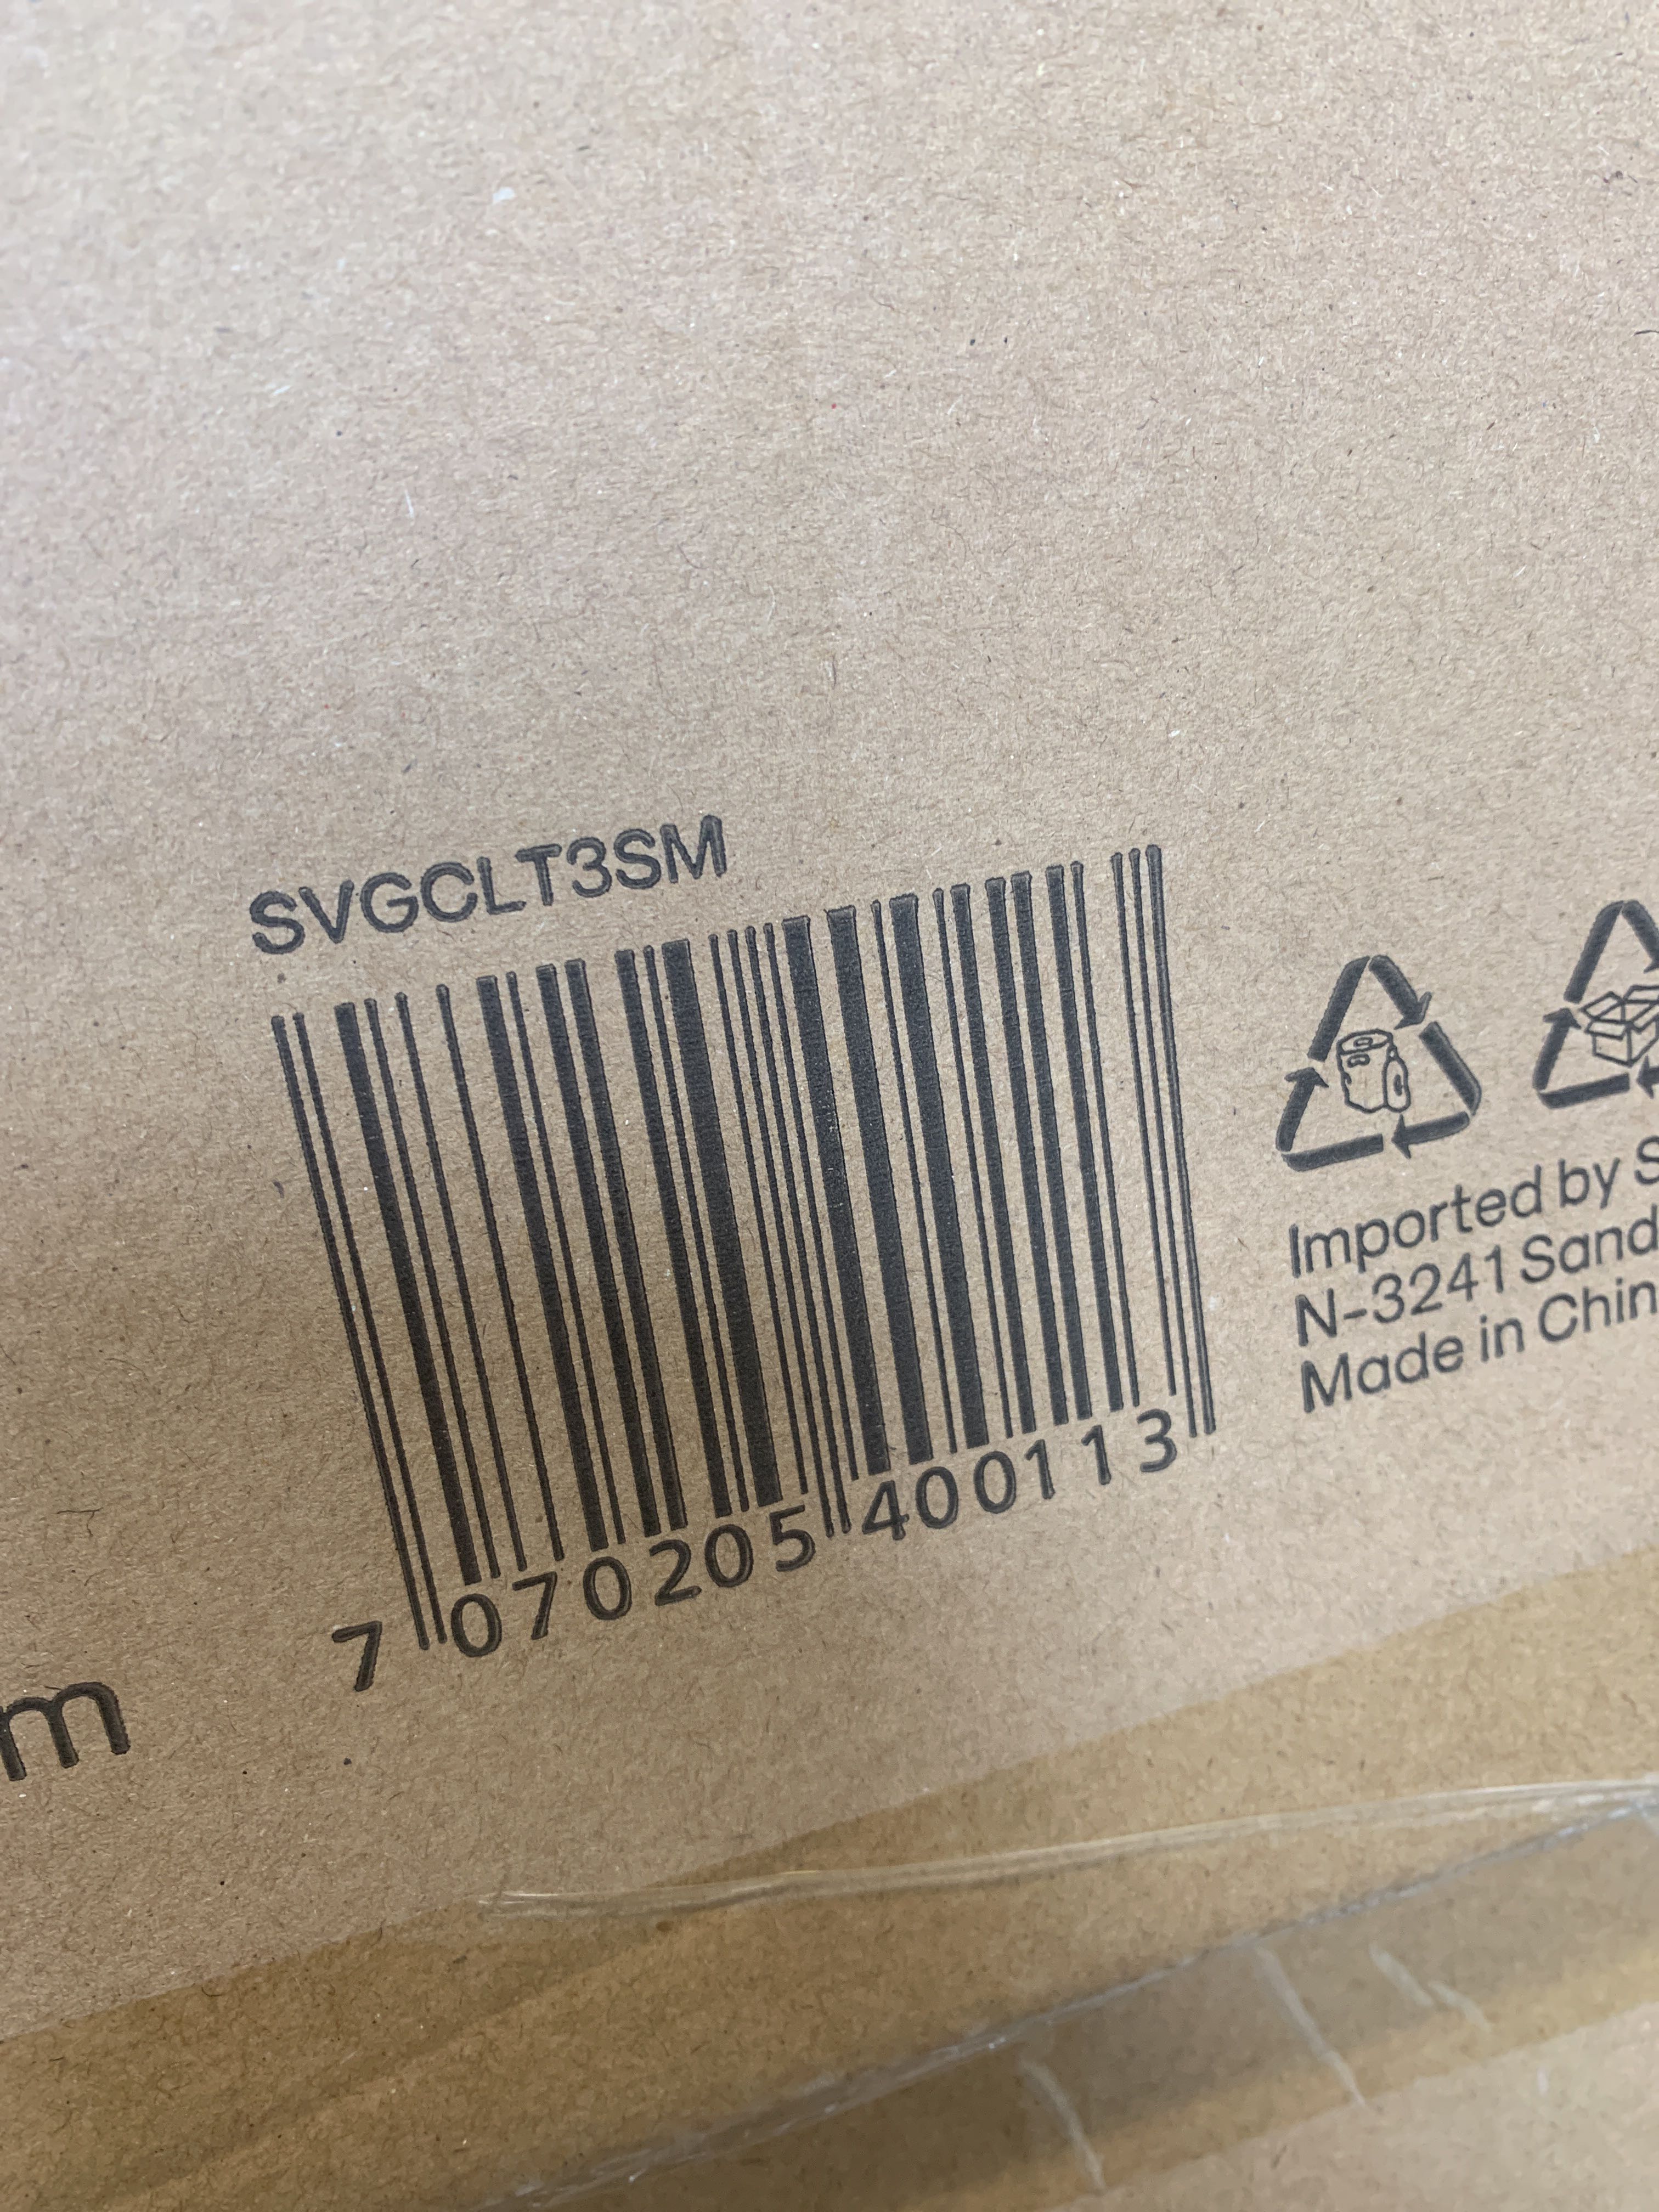 SVGCLT3SM
7 070205 400113
Imported by S
N-3241 Sand
Made in Chin
m